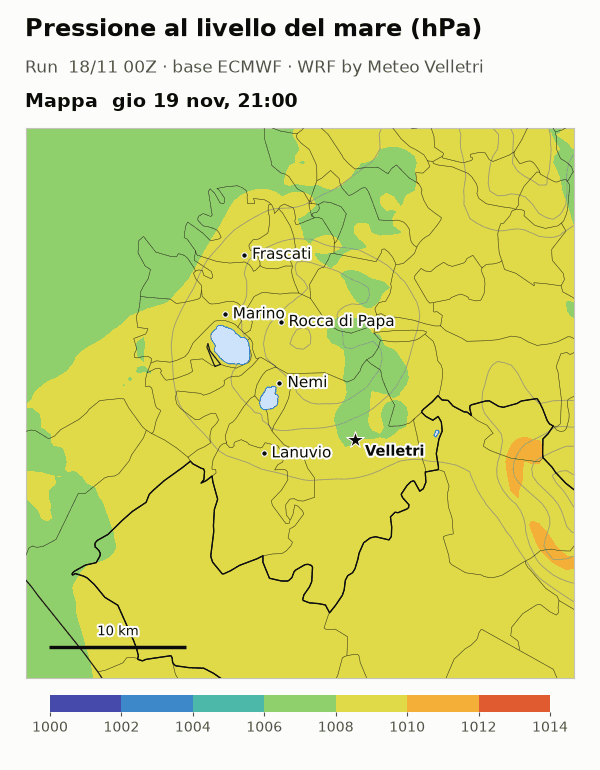 Pressione al livello del mare (hPa)
Run  18/11 00Z · base ECMWF · WRF by Meteo Velletri
Mappa  gio 19 nov, 21:00
Frascati
Marino
Rocca di Papa
Nemi
Velletri
Lanuvio
10 km
1000 1002 1004 1006 1008 1010 1012 1014